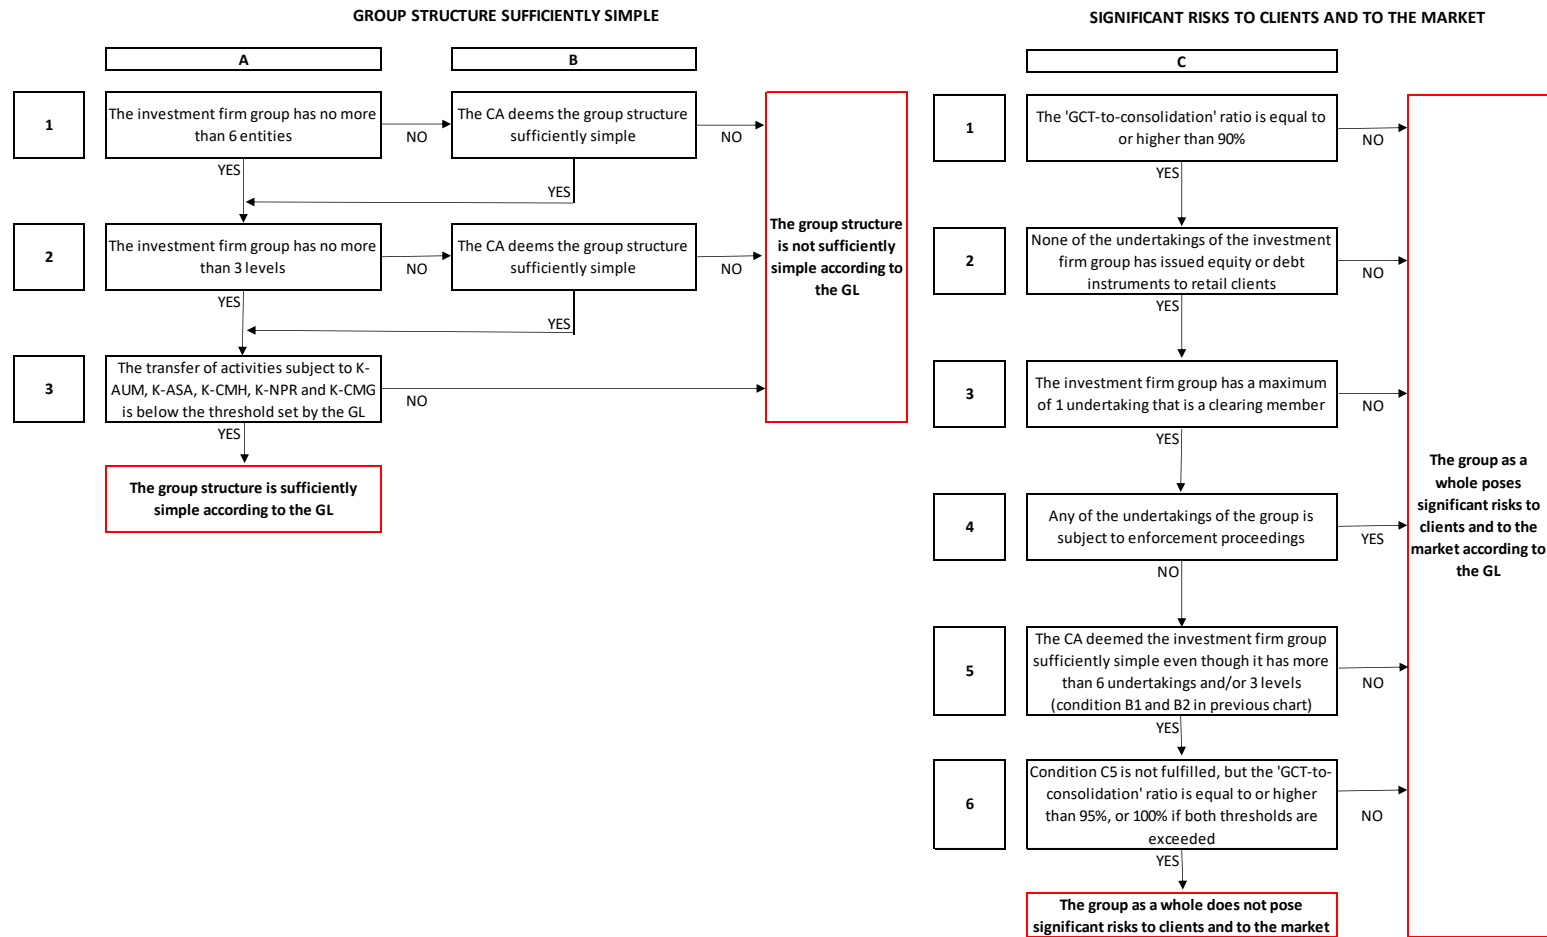 GROUP STRUCTURE SUFFICIENTLY SIMPLE
A
B
1
The investment firm group has no more
than 6 entities
NO
The CA deems the group structure
sufficiently simple
NO
YES
YES
2
The investment firm group has no more
than 3 levels
NO
The CA deems the group structure
sufficiently simple
NO
YES
YES
3
The transfer of activities subject to K-
AUM, K-ASA, K-CMH, K-NPR and K-CMG
is below the threshold set by the GL
NO
YES
The group structure is sufficiently
simple according to the GL
The group structure
is not sufficiently
simple according to
the GL
SIGNIFICANT RISKS TO CLIENTS AND TO THE MARKET
C
1
The 'GCT-to-consolidation' ratio is equal to
or higher than 90%
NO
YES
2
None of the undertakings of the investment
firm group has issued equity or debt
instruments to retail clients
NO
YES
3
The investment firm group has a maximum
of 1 undertaking that is a clearing member
NO
YES
4
Any of the undertakings of the group is
subject to enforcement proceedings
YES
NO
5
The CA deemed the investment firm group
sufficiently simple even though it has more
than 6 undertakings and/or 3 levels
(condition B1 and B2 in previous chart)
NO
YES
6
Condition C5 is not fulfilled, but the 'GCT-to-
consolidation' ratio is equal to or higher
than 95%, or 100% if both thresholds are
exceeded
NO
YES
The group as a whole does not pose
significant risks to clients and to the market
The group as a
whole poses
significant risks to
clients and to the
market according to
the GL